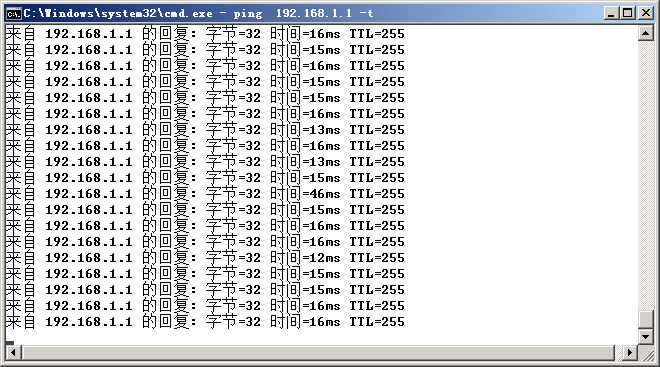 C:\Windows\system32\cmd.exe - ping  192.168.1.1 -t
来自 192.168.1.1 的回复: 字节=32 时间=16ms TTL=255
来自 192.168.1.1 的回复: 字节=32 时间=15ms TTL=255
来自 192.168.1.1 的回复: 字节=32 时间=16ms TTL=255
来自 192.168.1.1 的回复: 字节=32 时间=15ms TTL=255
来自 192.168.1.1 的回复: 字节=32 时间=15ms TTL=255
来自 192.168.1.1 的回复: 字节=32 时间=16ms TTL=255
来自 192.168.1.1 的回复: 字节=32 时间=13ms TTL=255
来自 192.168.1.1 的回复: 字节=32 时间=16ms TTL=255
来自 192.168.1.1 的回复: 字节=32 时间=13ms TTL=255
来自 192.168.1.1 的回复: 字节=32 时间=15ms TTL=255
来自 192.168.1.1 的回复: 字节=32 时间=46ms TTL=255
来自 192.168.1.1 的回复: 字节=32 时间=15ms TTL=255
来自 192.168.1.1 的回复: 字节=32 时间=16ms TTL=255
来自 192.168.1.1 的回复: 字节=32 时间=16ms TTL=255
来自 192.168.1.1 的回复: 字节=32 时间=12ms TTL=255
来自 192.168.1.1 的回复: 字节=32 时间=15ms TTL=255
来自 192.168.1.1 的回复: 字节=32 时间=15ms TTL=255
来自 192.168.1.1 的回复: 字节=32 时间=16ms TTL=255
来自 192.168.1.1 的回复: 字节=32 时间=16ms TTL=255